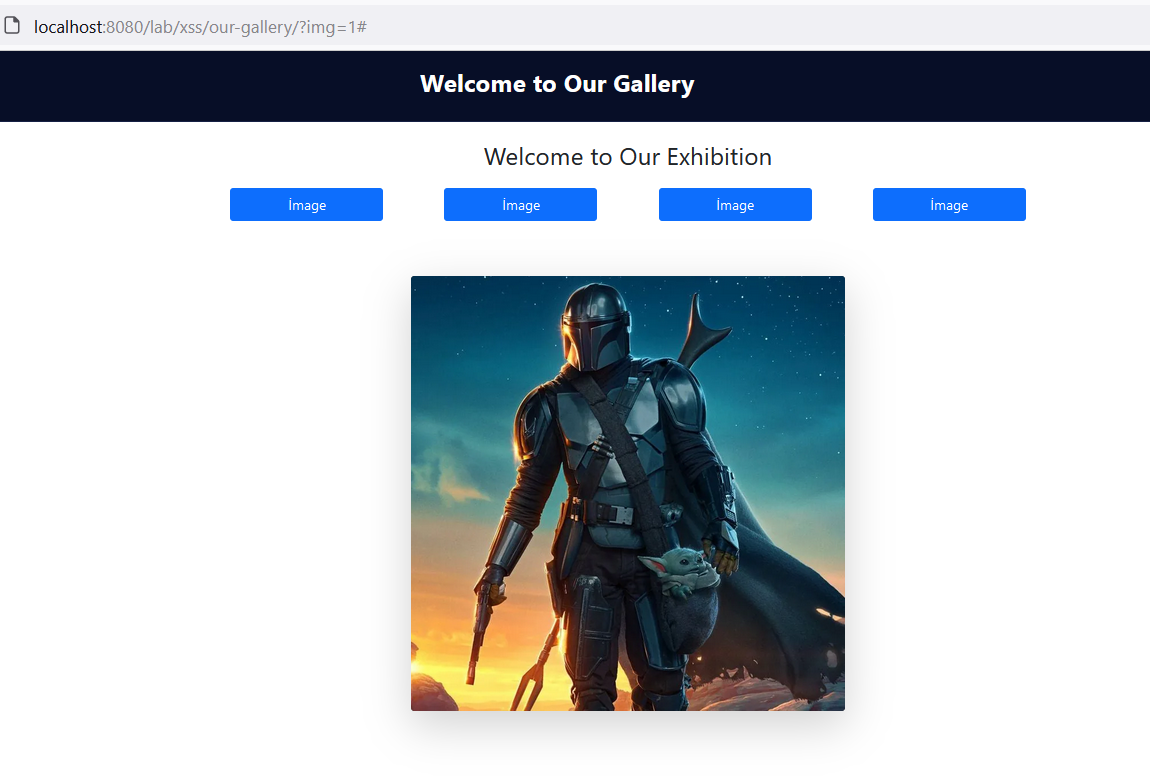 localhost:8080/lab/xss/our-gallery/?img=1#
Welcome to Our Gallery
Welcome to Our Exhibition
İmage İmage İmage İmage